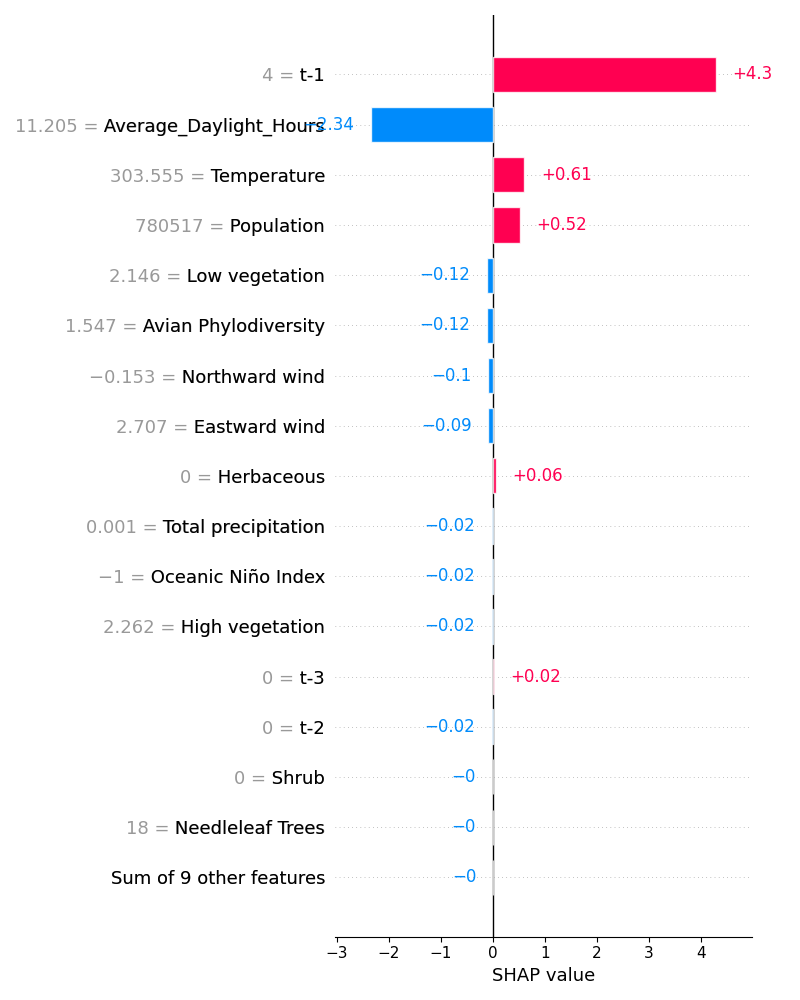 4 = t-1 +4.3
11.205 = Average_Daylight_Hours −2.34
303.555 = Temperature +0.61
780517 = Population +0.52
2.146 = Low vegetation −0.12
1.547 = Avian Phylodiversity −0.12
−0.153 = Northward wind −0.1
2.707 = Eastward wind −0.09
0 = Herbaceous +0.06
0.001 = Total precipitation −0.02
−1 = Oceanic Niño Index −0.02
2.262 = High vegetation −0.02
0 = t-3 +0.02
0 = t-2 −0.02
0 = Shrub −0
18 = Needleleaf Trees −0
Sum of 9 other features −0
−3 −2 −1 0 1 2 3 4
SHAP value